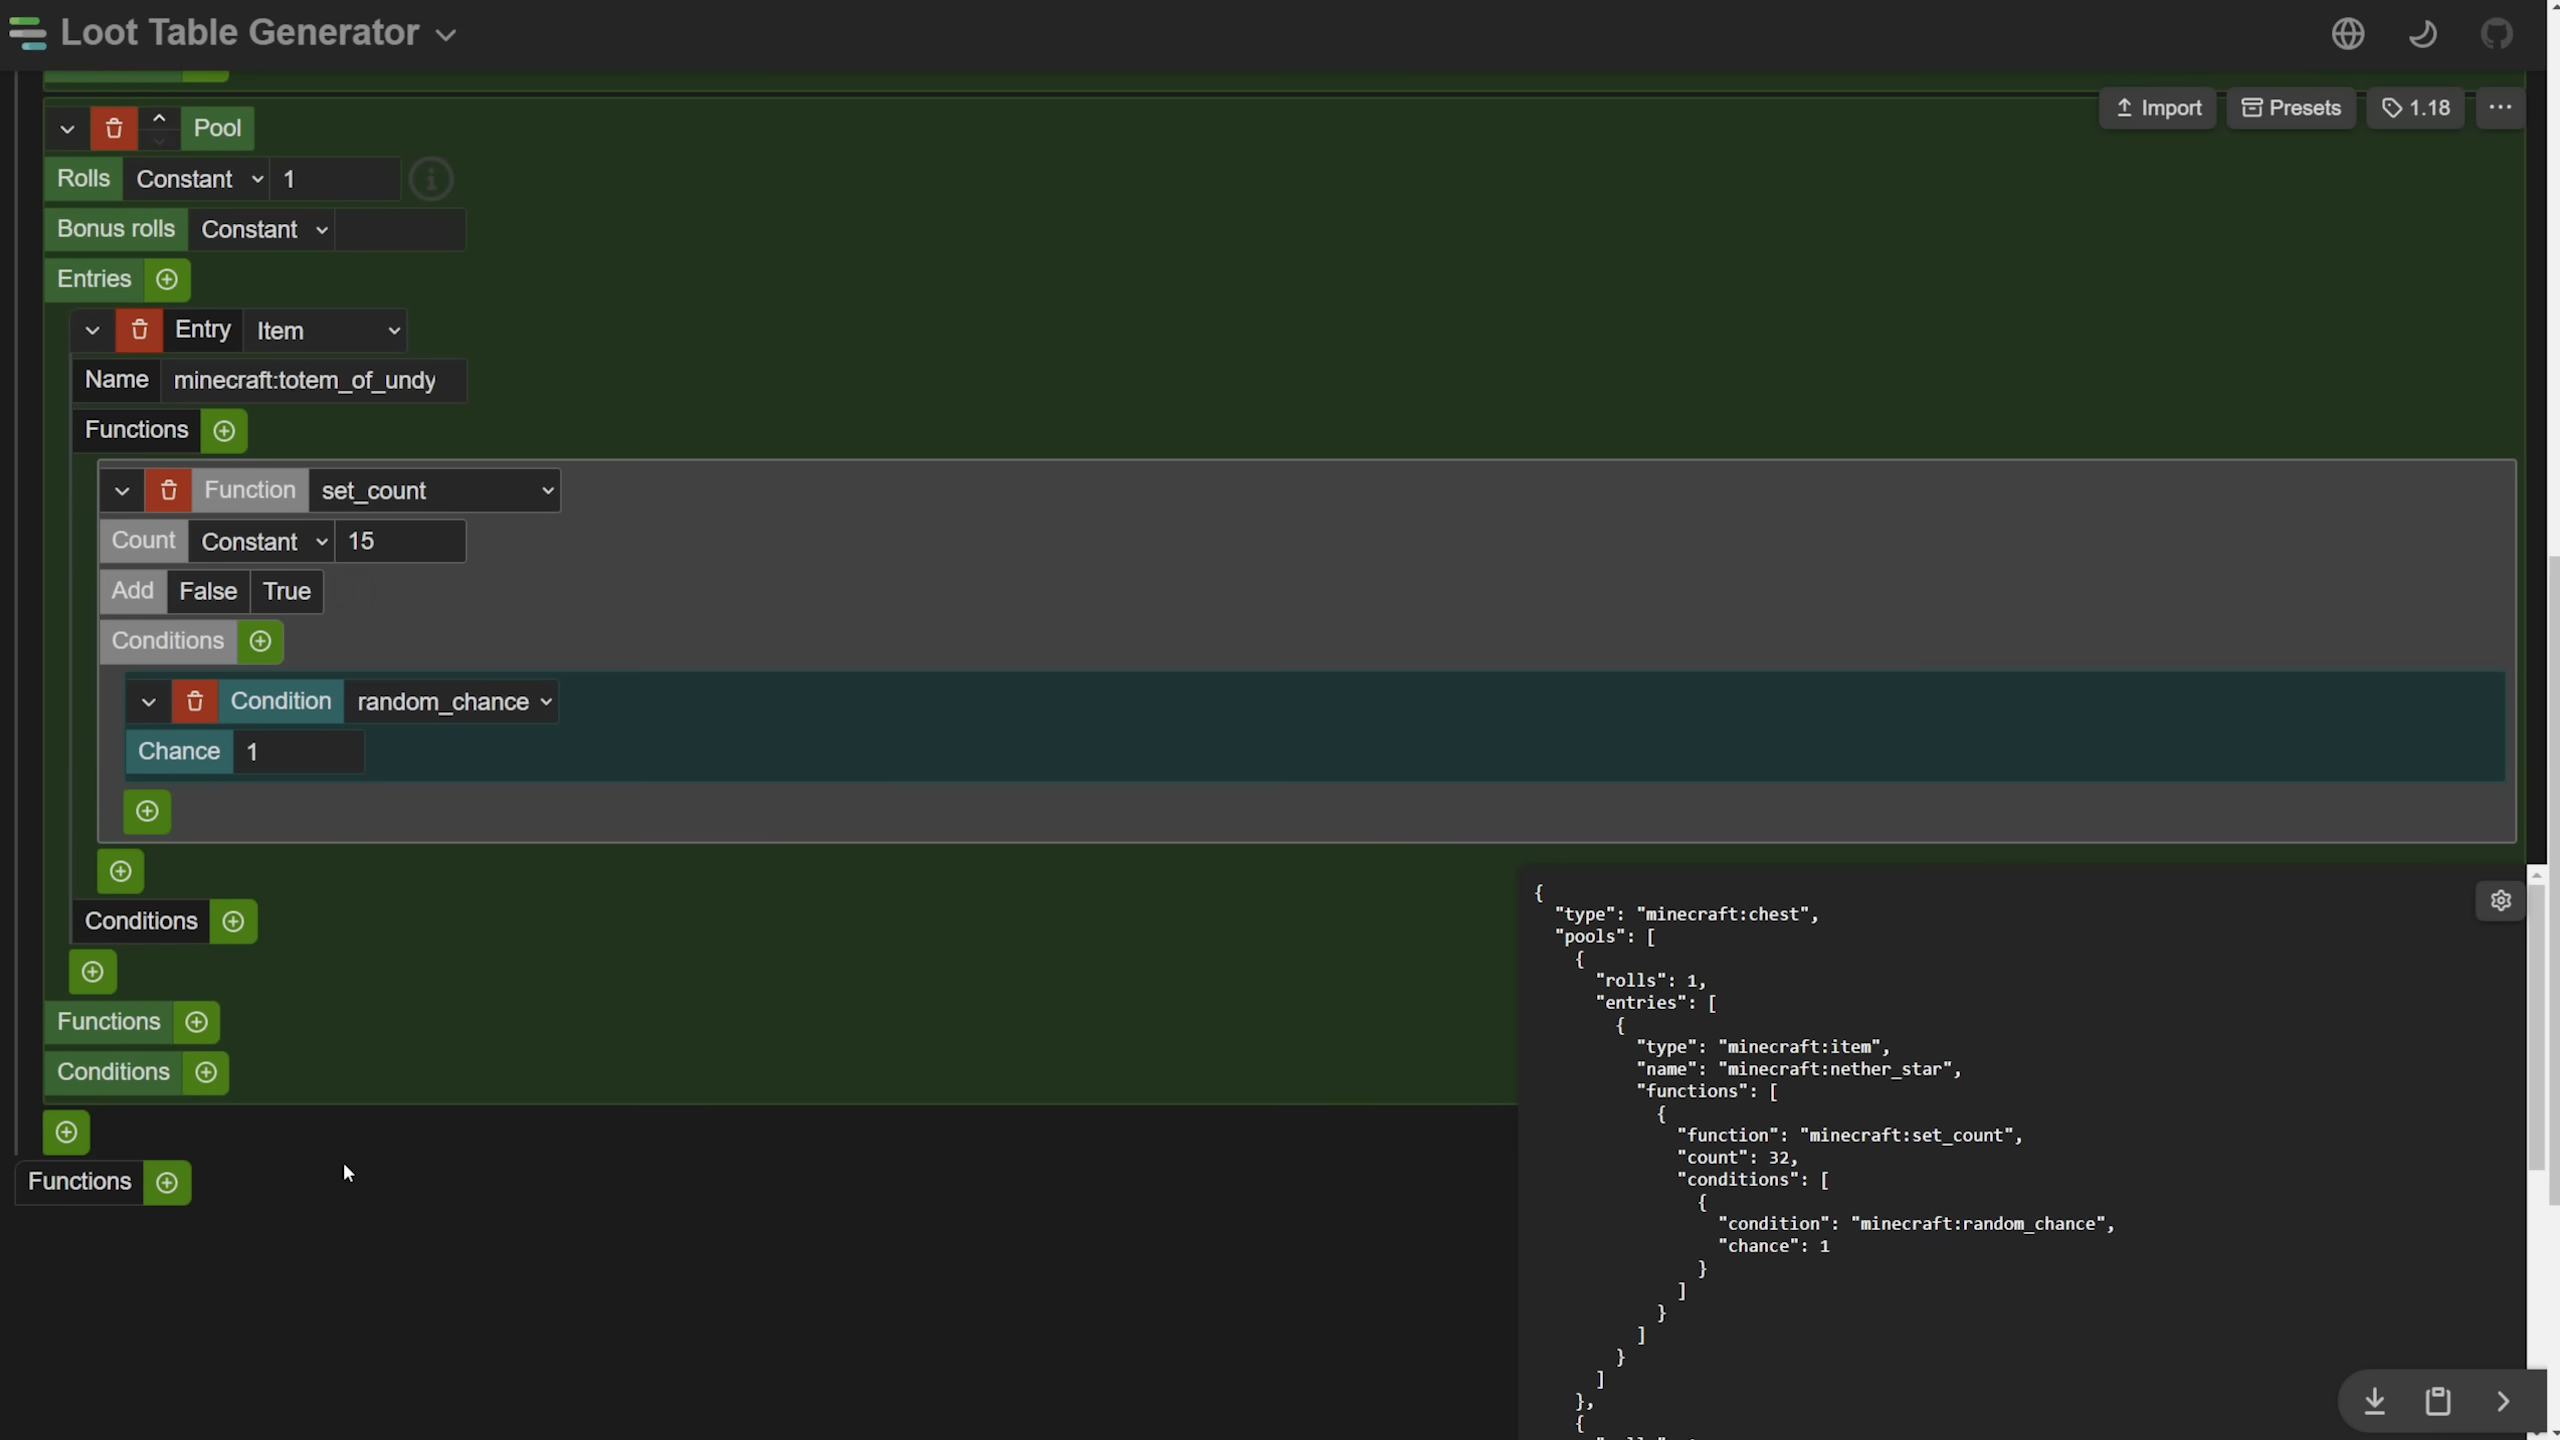 Loot Table Generator
Import
Presets
1.18
Pool
Rolls Constant 1
Bonus rolls Constant
Entries
Entry Item
Name minecraft:totem_of_undy
Functions
Function set_count
Count Constant 15
Add False True
Conditions
Condition random_chance
Chance 1
Conditions
Functions
Conditions
Functions
{
"type": "minecraft:chest",
"pools": [
{
"rolls": 1,
"entries": [
{
"type": "minecraft:item",
"name": "minecraft:nether_star",
"functions": [
{
"function": "minecraft:set_count",
"count": 32,
"conditions": [
{
"condition": "minecraft:random_chance",
"chance": 1
}
]
}
]
}
]
},
{